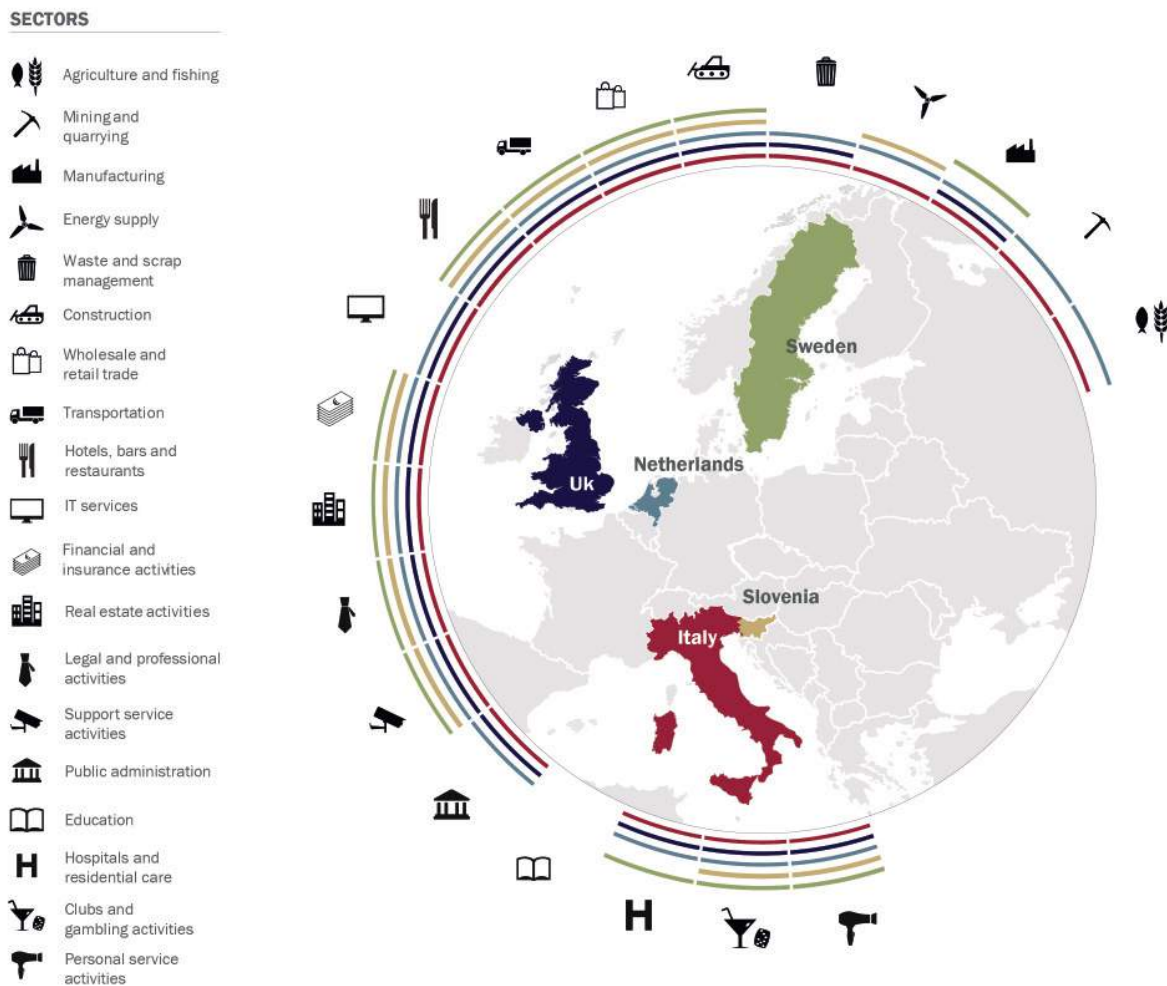 SECTORS
Agriculture and fishing
Mining and
quarrying
Manufacturing
Energy supply
Waste and scrap
management
Construction
Wholesale and
retail trade
Transportation
Hotels, bars and
restaurants
IT services
Financial and
insurance activities
Real estate activities
Legal and professional
activities
Support service
activities
Public administration
Education
H
Hospitals and
residential care
Clubs and
gambling activities
Personal service
activities
Sweden
Netherlands
Uk
Slovenia
Italy
H